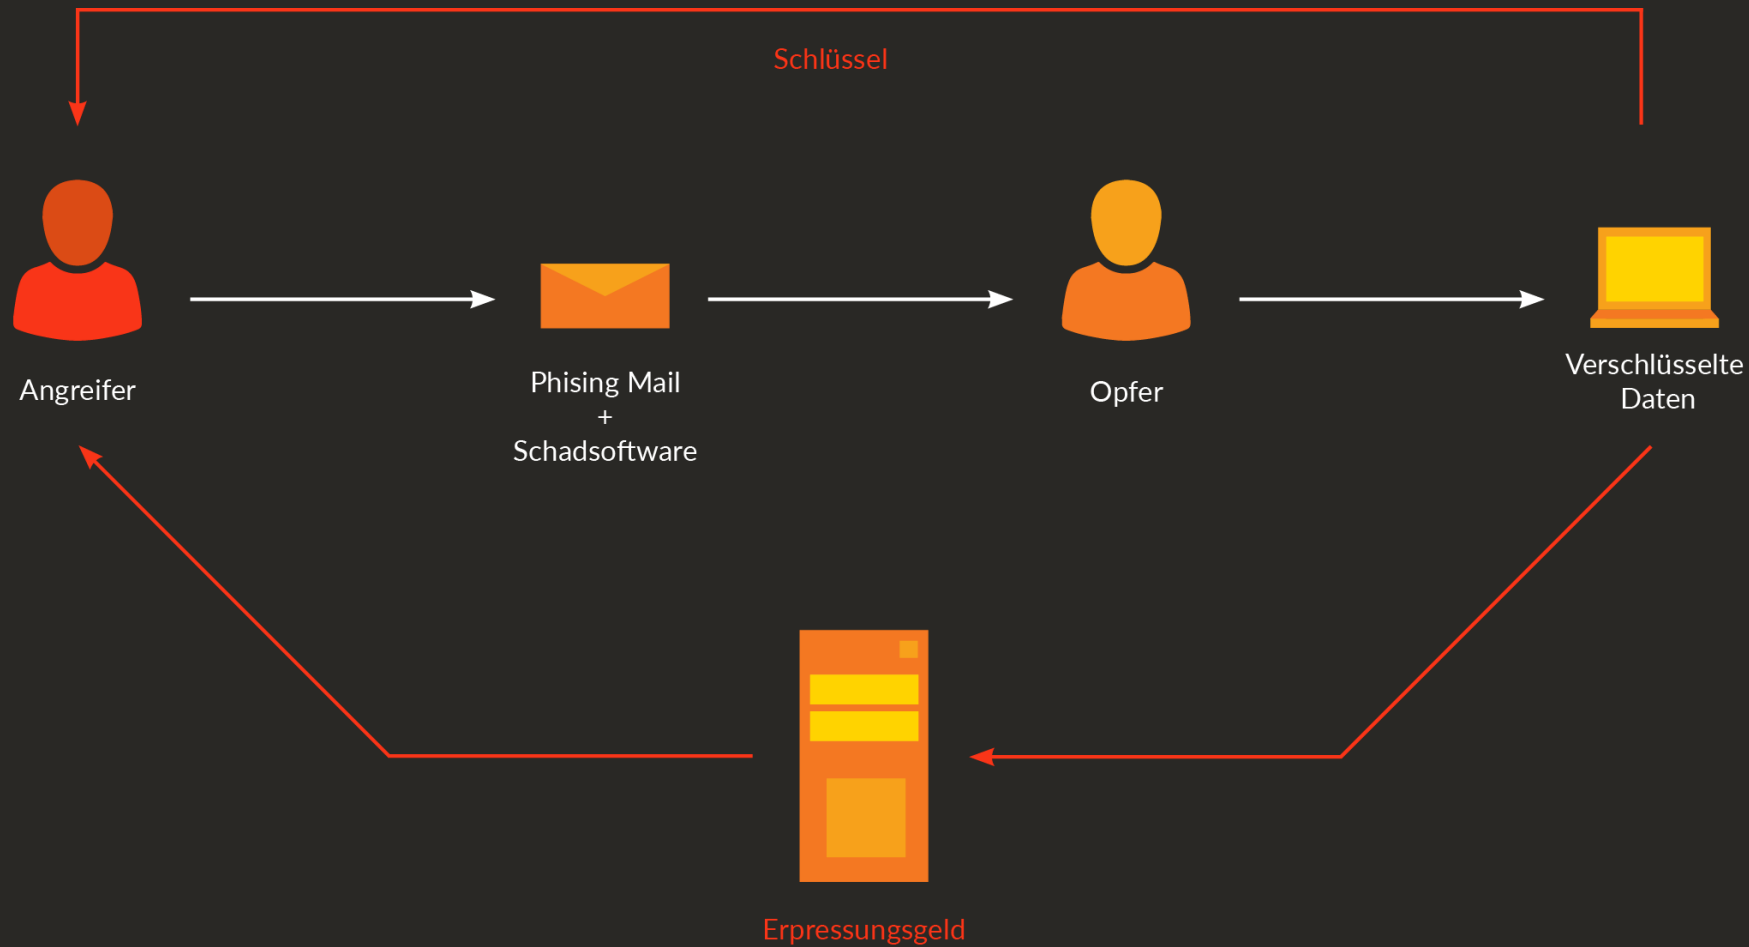 Schlüssel
Angreifer
Phising Mail
+
Schadsoftware
Opfer
Verschlüsselte
Daten
Erpressungsgeld